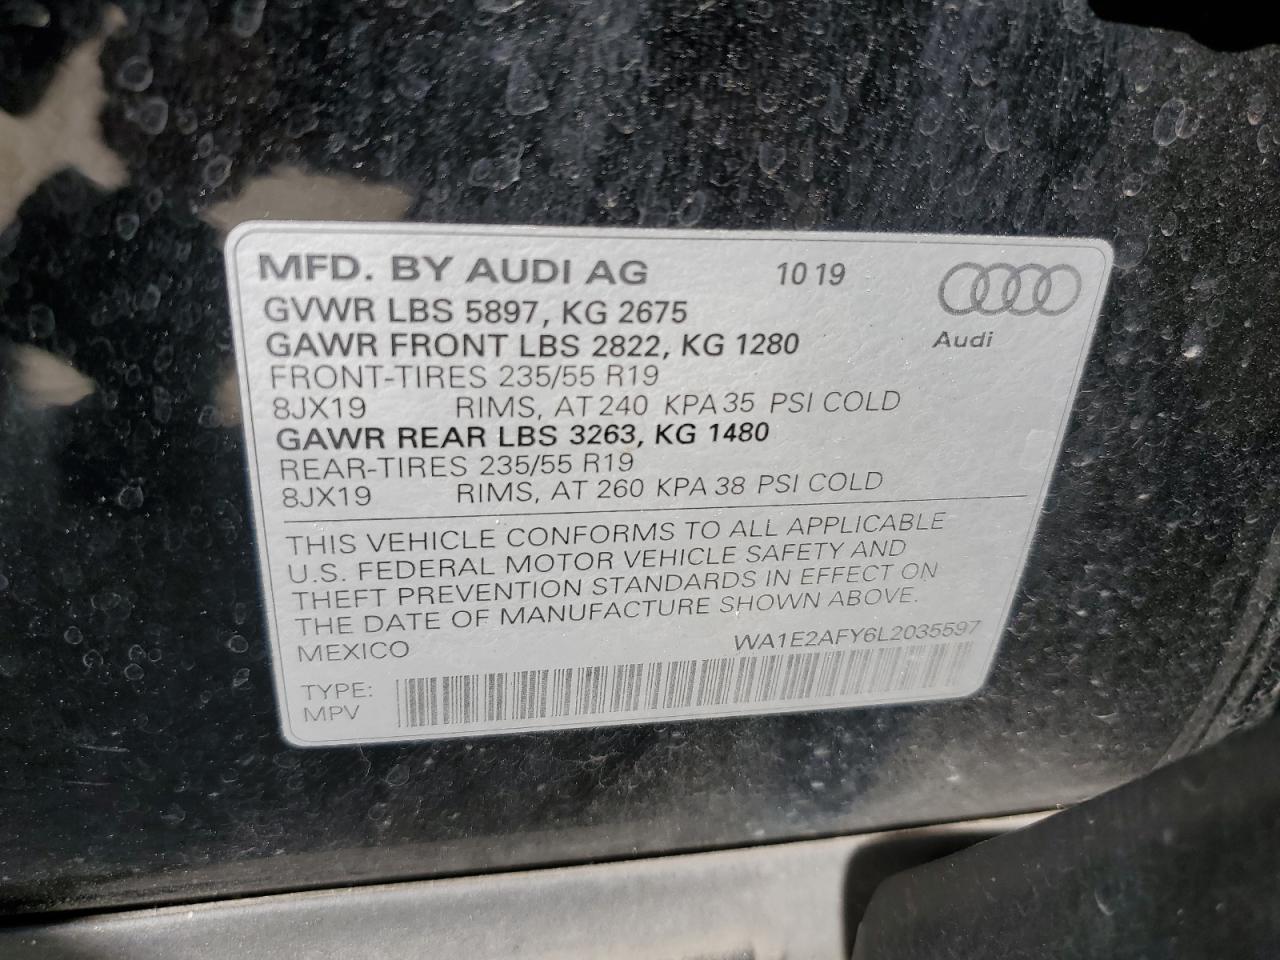 MFD. BY AUDI AG 10 19
GVWR LBS 5897, KG 2675
Audi
GAWR FRONT LBS 2822, KG 1280
FRONT-TIRES 235/55 R19
8JX19 RIMS, AT 240 KPA 35 PSI COLD
GAWR REAR LBS 3263, KG 1480
REAR-TIRES 235/55 R19
8JX19 RIMS, AT 260 KPA 38 PSI COLD
THIS VEHICLE CONFORMS TO ALL APPLICABLE
U.S. FEDERAL MOTOR VEHICLE SAFETY AND
THEFT PREVENTION STANDARDS IN EFFECT ON
THE DATE OF MANUFACTURE SHOWN ABOVE.
MEXICO WA1E2AFY6L2035597
TYPE:
MPV